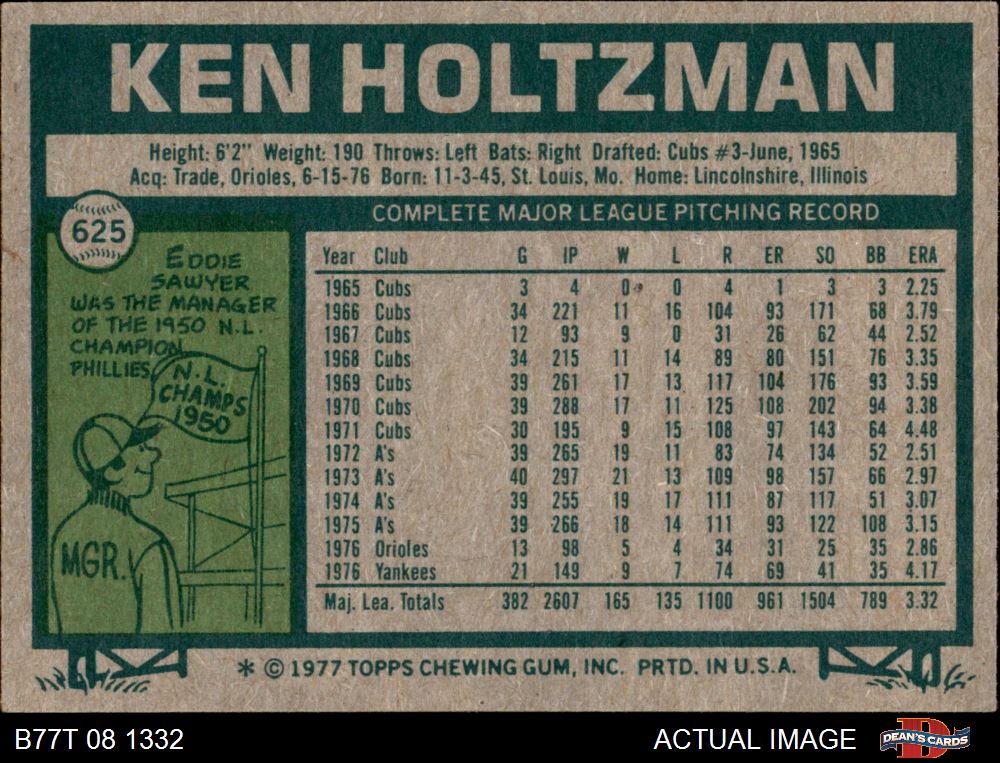 KEN HOLTZMAN
Height: 6'2" Weight: 190 Throws: Left Bats: Right Drafted: Cubs #3-June, 1965
Acq: Trade, Orioles, 6-15-76 Born: 11-3-45, St. Louis, Mo. Home: Lincolnshire, Illinois
625
EDDIE
SAWYER
WAS THE MANAGER
OF THE 1950 N.L.
CHAMPION
PHILLIES
N.L.
CHAMPS
1950
MGR.
COMPLETE MAJOR LEAGUE PITCHING RECORD
Year Club G IP W L R ER SO BB ERA
1965 Cubs 3 4 0 0 4 1 3 3 2.25
1966 Cubs 34 221 11 16 104 93 171 68 3.79
1967 Cubs 12 93 9 0 31 26 62 44 2.52
1968 Cubs 34 215 11 14 89 80 151 76 3.35
1969 Cubs 39 261 17 13 117 104 176 93 3.59
1970 Cubs 39 288 17 11 125 108 202 94 3.38
1971 Cubs 30 195 9 15 108 97 143 64 4.48
1972 A's 39 265 19 11 83 74 134 52 2.51
1973 A's 40 297 21 13 109 98 157 66 2.97
1974 A's 39 255 19 17 111 87 117 51 3.07
1975 A's 39 266 18 14 111 93 122 108 3.15
1976 Orioles 13 98 5 4 34 31 25 35 2.86
1976 Yankees 21 149 9 7 74 69 41 35 4.17
Maj. Lea. Totals 382 2607 165 135 1100 961 1504 789 3.32
* © 1977 TOPPS CHEWING GUM, INC. PRTD. IN U.S.A.
B77T 08 1332
ACTUAL IMAGE
D
DEAN'S CARDS